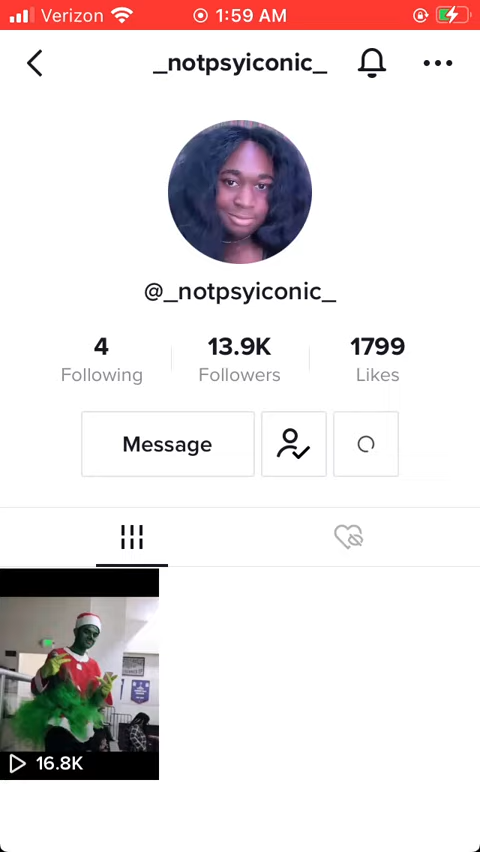 Verizon 1:59 AM
_notpsyiconic_
@_notpsyiconic_
4 13.9K 1799
Following Followers Likes
Message
16.8K